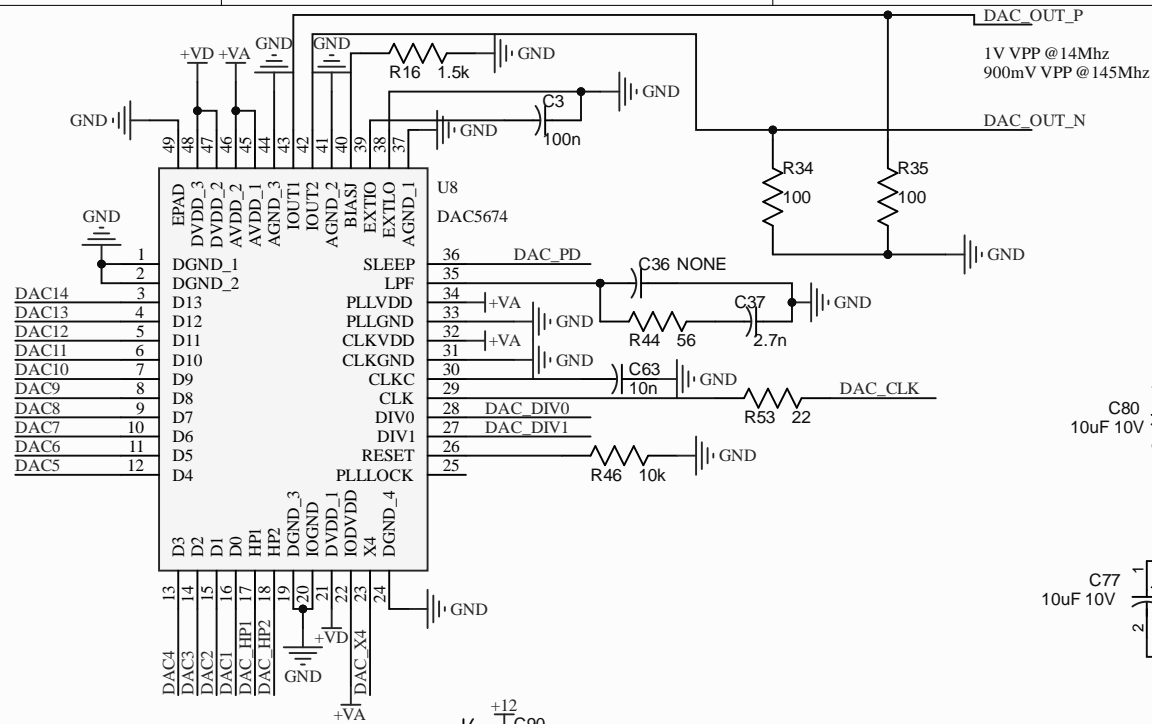 DAC_OUT_P
1V VPP @14Mhz
900mV VPP @145Mhz
DAC_OUT_N
+VD +VA GND GND
R16 1.5k GND
C3 100n GND
GND
GND
49 48 47 46 45 44 43 42 41 40 39 38 37
EPAD DVDD_3 DVDD_2 AVDD_2 AVDD_1 AGND_3 IOUT1 IOUT2 AGND_2 BIASJ EXTIO EXTLO AGND_1
U8
DAC5674
R34 100
R35 100
GND
GND
1 DGND_1
2 DGND_2
DAC14 3 D13
DAC13 4 D12
DAC12 5 D11
DAC11 6 D10
DAC10 7 D9
DAC9 8 D8
DAC8 9 D7
DAC7 10 D6
DAC6 11 D5
DAC5 12 D4
SLEEP 36 DAC_PD
LPF 35
C36 NONE
PLLVDD 34 +VA
PLLGND 33 GND
CLKVDD 32 +VA
CLKGND 31 GND
CLKC 30
CLK 29
DIV0 28 DAC_DIV0
DIV1 27 DAC_DIV1
RESET 26
PLLLOCK 25
R44 56
C37 2.7n
GND
C63 10n GND
R53 22 DAC_CLK
R46 10k GND
D3 D2 D1 D0 HP1 HP2 DGND_3 IOGND DVDD_1 IODVDD X4 DGND_4
13 14 15 16 17 18 19 20 21 22 23 24
DAC4 DAC3 DAC2 DAC1 DAC_HP1 DAC_HP2
GND
+VD
+VA
DAC_X4
GND
C80
10uF 10V
C77
10uF 10V
1
2
+12
C90